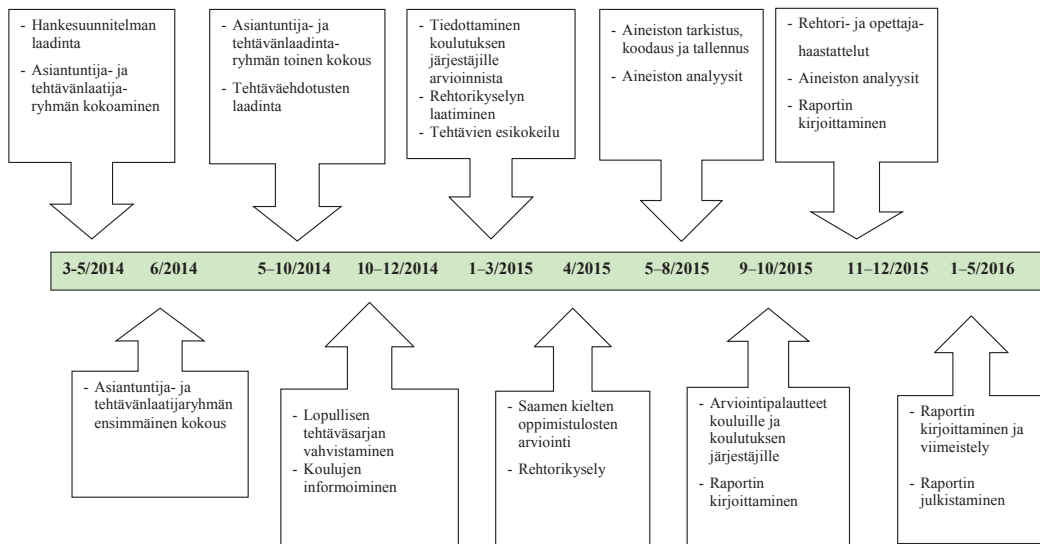 - Hankesuunnitelman
laadinta
- Asiantuntija- ja
tehtävänlaatija-
ryhmän kokoaminen
- Asiantuntija- ja
tehtävänlaadinta-
ryhmän toinen kokous
- Tehtäväehdotusten
laadinta
- Tiedottaminen
koulutuksen
järjestäjille
arvioinnista
- Rehtorikyselyn
laatiminen
- Tehtävien esikokeilu
- Aineiston tarkistus,
koodaus ja tallennus
- Aineiston analyysit
- Rehtori- ja opettaja-
haastattelut
- Aineiston analyysit
- Raportin
kirjoittaminen
3-5/2014 6/2014 5–10/2014 10–12/2014 1–3/2015 4/2015 5–8/2015 9–10/2015 11–12/2015 1–5/2016
- Asiantuntija- ja
tehtävänlaatijaryhmän
ensimmäinen kokous
- Lopullisen
tehtäväsarjan
vahvistaminen
- Koulujen
informoiminen
- Saamen kielten
oppimistulosten
arviointi
- Rehtorikysely
- Arviointipalautteet
kouluille ja
koulutuksen
järjestäjille
- Raportin
kirjoittaminen
- Raportin
kirjoittaminen ja
viimeistely
- Raportin
julkistaminen